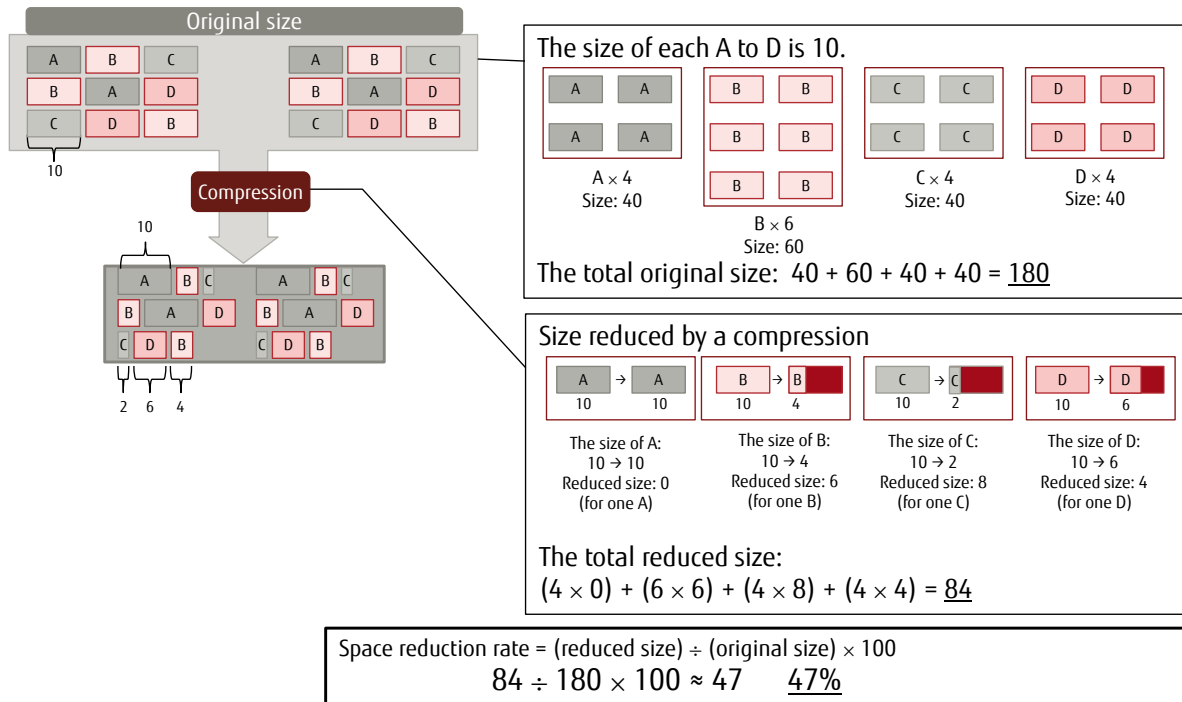 Original size
A B C A B C
B A D B A D
C D B C D B
10
Compression
10
A B C A B C
B A D B A D
C D B C D B
2 6 4
The size of each A to D is 10.
A A B B C C D D
A A B B C C D D
B B
A × 4
Size: 40
B × 6
Size: 60
C × 4
Size: 40
D × 4
Size: 40
The total original size: 40 + 60 + 40 + 40 = 180
Size reduced by a compression
A → A B → B C → C D → D
10 10 10 4 10 2 10 6
The size of A:
10 → 10
Reduced size: 0
(for one A)
The size of B:
10 → 4
Reduced size: 6
(for one B)
The size of C:
10 → 2
Reduced size: 8
(for one C)
The size of D:
10 → 6
Reduced size: 4
(for one D)
The total reduced size:
(4 × 0) + (6 × 6) + (4 × 8) + (4 × 4) = 84
Space reduction rate = (reduced size) ÷ (original size) × 100
84 ÷ 180 × 100 ≈ 47 47%